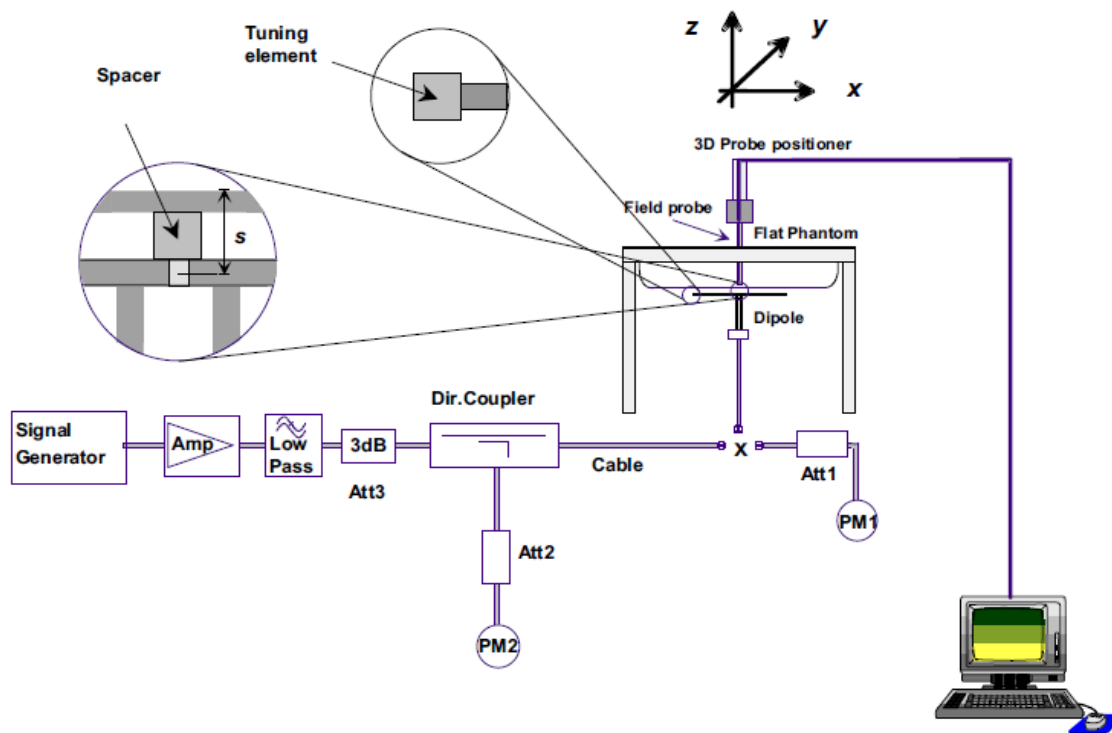 Tuning
element
Spacer
s
z
y
x
3D Probe positioner
Field probe
Flat Phantom
Dipole
Dir.Coupler
Signal
Generator
Amp
Low
Pass
3dB
Att3
Cable
X
Att1
PM1
Att2
PM2